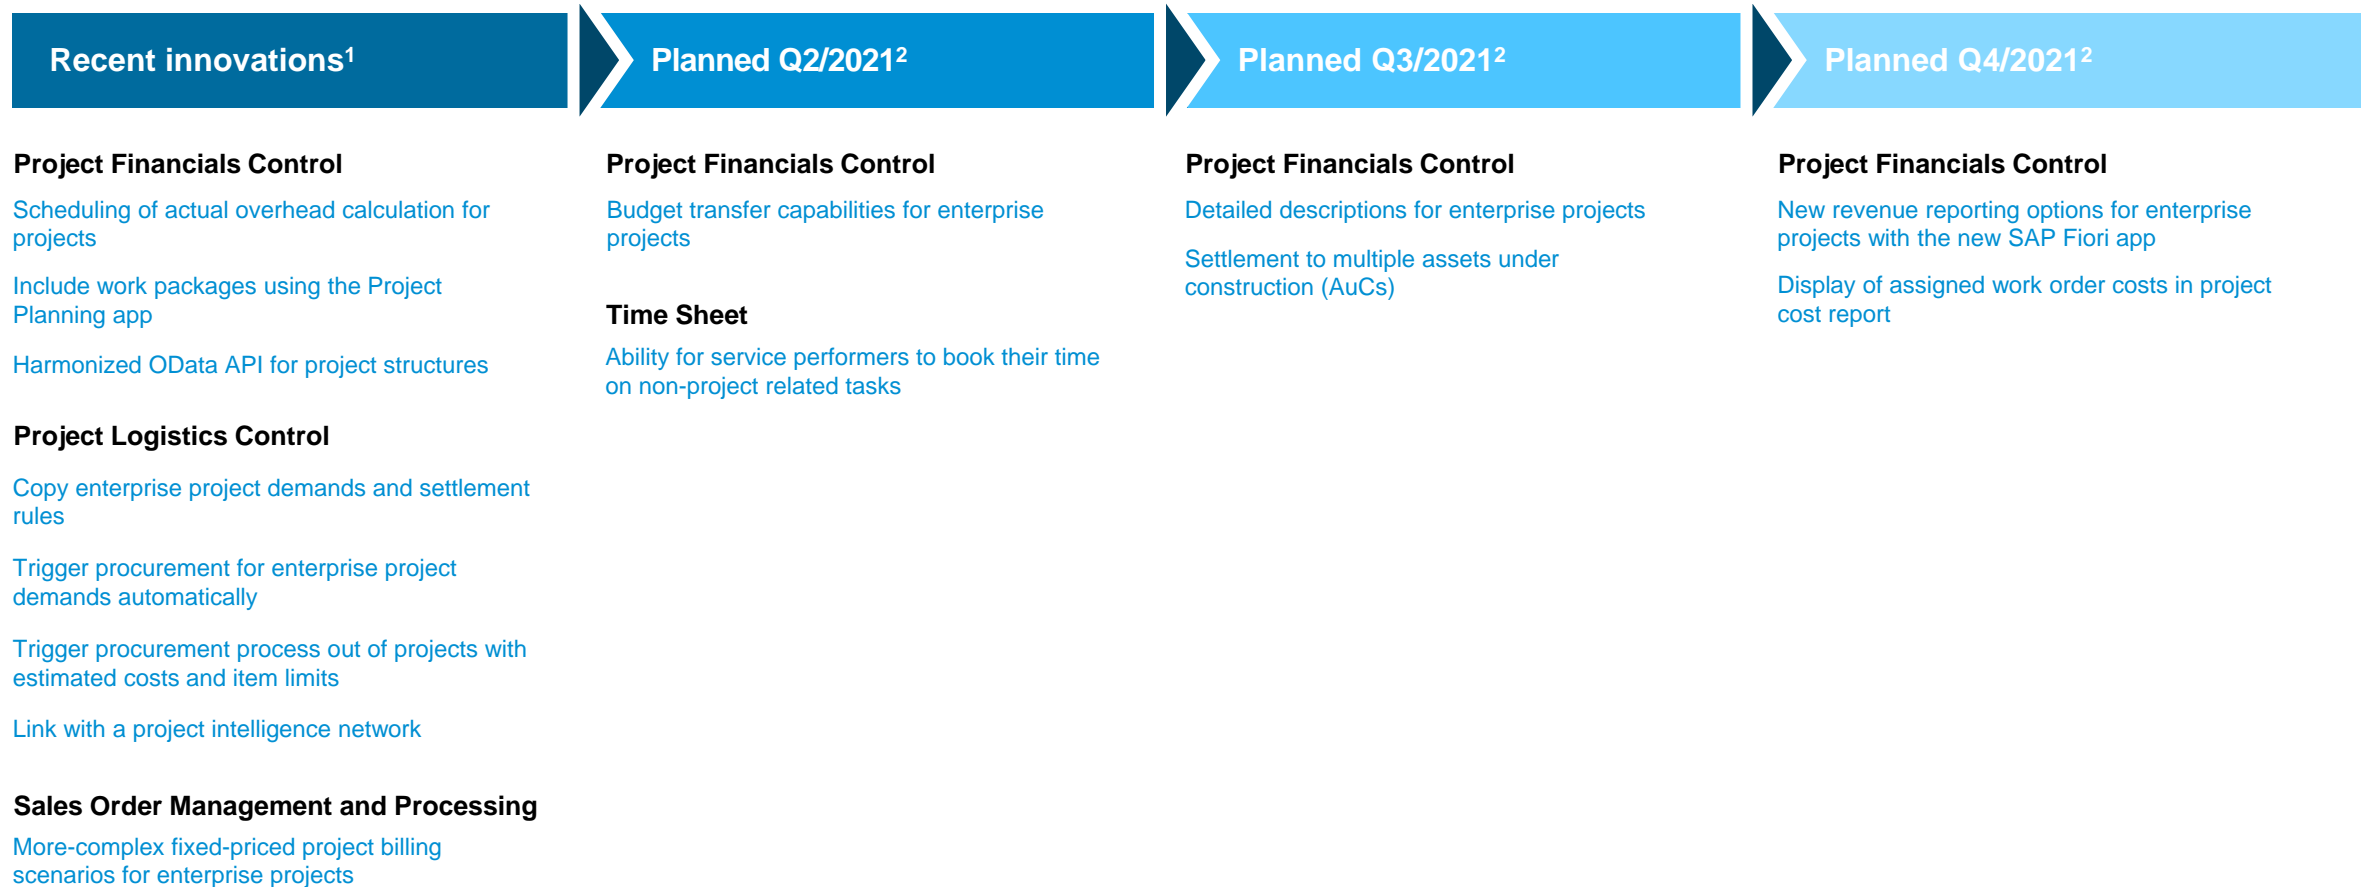 Recent innovations¹
Planned Q2/2021²
Planned Q3/2021²
Planned Q4/2021²
Project Financials Control
Scheduling of actual overhead calculation for
projects
Include work packages using the Project
Planning app
Harmonized OData API for project structures
Project Logistics Control
Copy enterprise project demands and settlement
rules
Trigger procurement for enterprise project
demands automatically
Trigger procurement process out of projects with
estimated costs and item limits
Link with a project intelligence network
Sales Order Management and Processing
More-complex fixed-priced project billing
scenarios for enterprise projects
Project Financials Control
Budget transfer capabilities for enterprise
projects
Time Sheet
Ability for service performers to book their time
on non-project related tasks
Project Financials Control
Detailed descriptions for enterprise projects
Settlement to multiple assets under
construction (AuCs)
Project Financials Control
New revenue reporting options for enterprise
projects with the new SAP Fiori app
Display of assigned work order costs in project
cost report